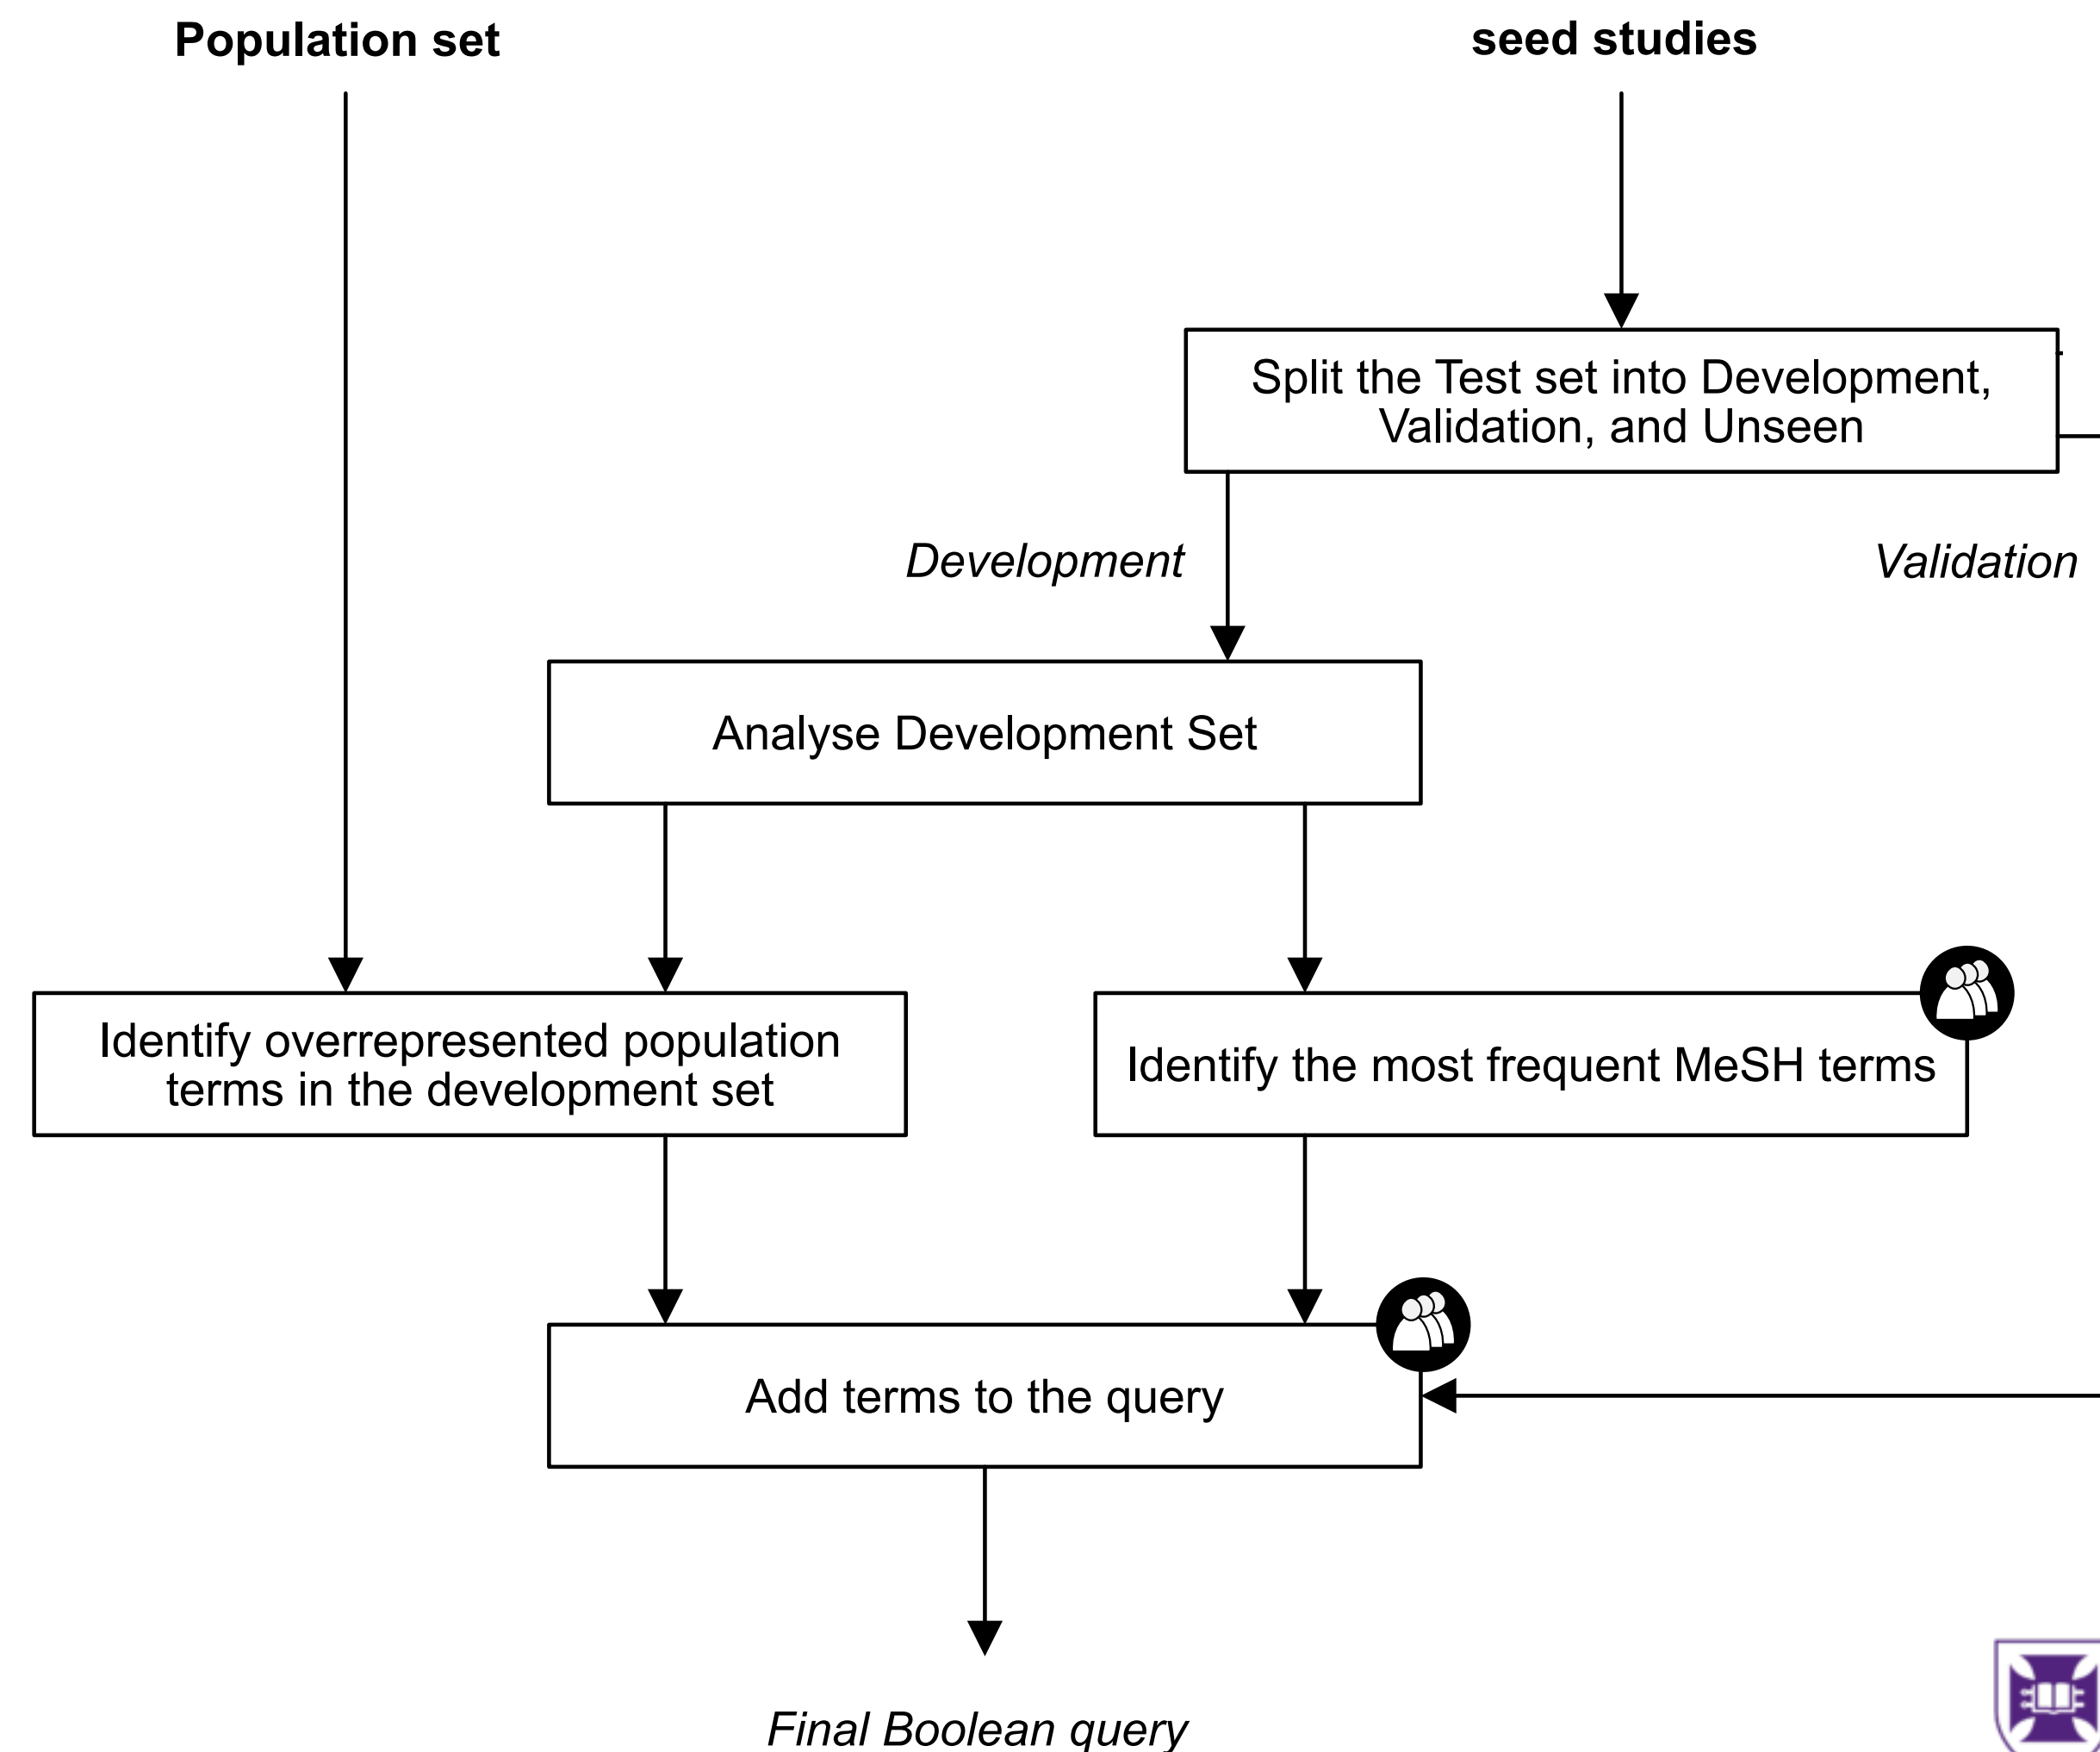 Population set
seed studies
Split the Test set into Development,
Validation, and Unseen
Development
Validation
Analyse Development Set
Identify overrepresented population
terms in the development set
Identify the most frequent MeSH terms
Add terms to the query
Final Boolean query